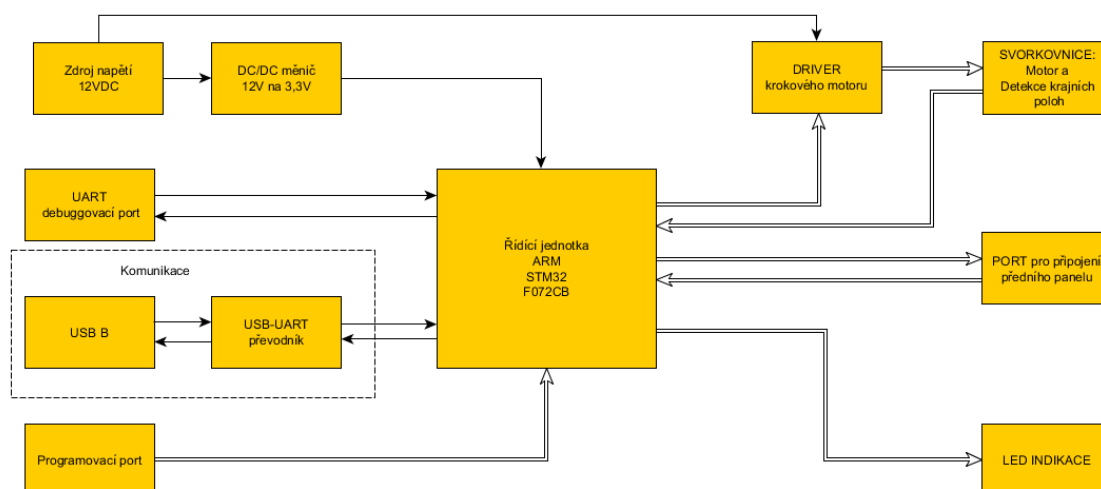 Zdroj napětí
12VDC
DC/DC měnič
12V na 3,3V
DRIVER
krokového motoru
SVORKOVNICE:
Motor a
Detekce krajních
poloh
UART
debuggovací port
Řídící jednotka
ARM
STM32
F072CB
PORT pro připojení
předního panelu
Komunikace
USB B
USB-UART
převodník
Programovací port
LED INDIKACE